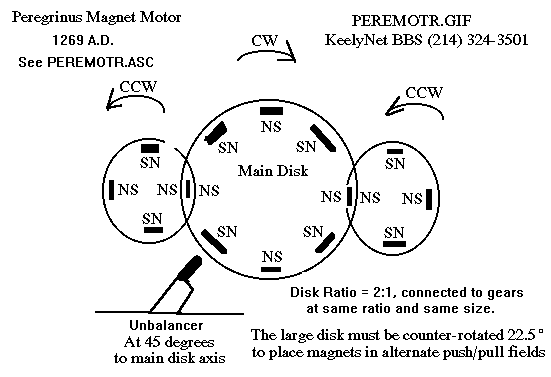 Peregrinus Magnet Motor
1269 A.D.
See PEREMOTR.ASC
PEREMOTR.GIF
KeelyNet BBS (214) 324-3501
CW
CCW
CCW
NS
SN
SN
SN
SN
Main Disk
NS
NS
NS
NS
NS
NS
SN
SN
SN
SN
NS
Disk Ratio = 2:1, connected to gears
at same ratio and same size.
Unbalancer
At 45 degrees
to main disk axis
The large disk must be counter-rotated 22.5°
to place magnets in alternate push/pull fields